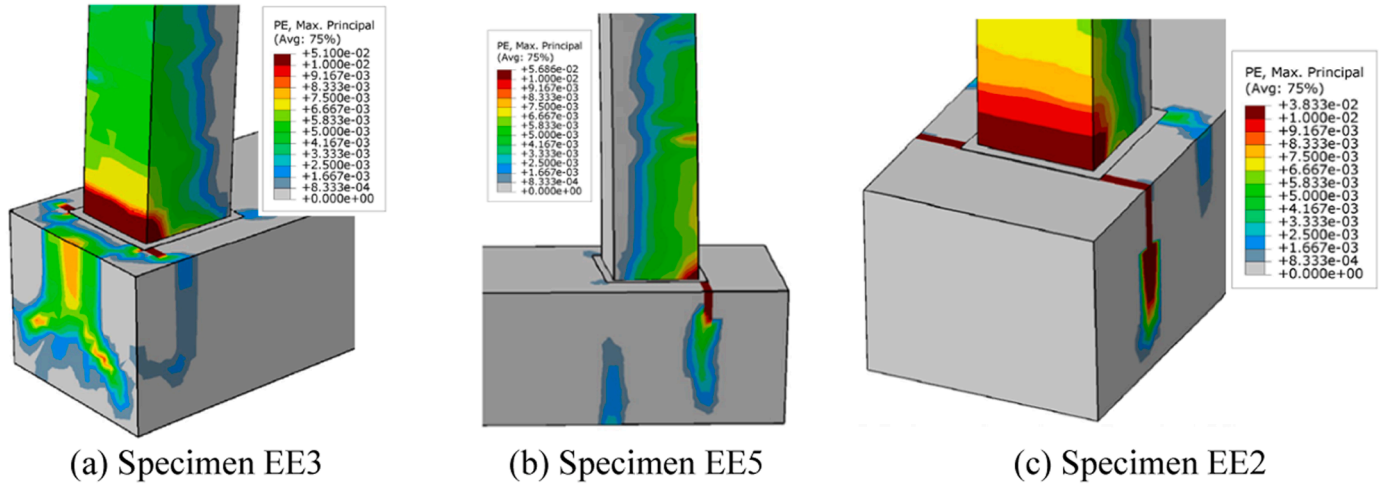 PE, Max. Principal
(Avg: 75%)
+5.100e-02
+1.000e-02
+9.167e-03
+8.333e-03
+7.500e-03
+6.667e-03
+5.833e-03
+5.000e-03
+4.167e-03
+3.333e-03
+2.500e-03
+1.667e-03
+8.333e-04
+0.000e+00
PE, Max. Principal
(Avg: 75%)
+5.686e-02
+1.000e-02
+9.167e-03
+8.333e-03
+7.500e-03
+6.667e-03
+5.833e-03
+5.000e-03
+4.167e-03
+3.333e-03
+2.500e-03
+1.667e-03
+8.333e-04
+0.000e+00
PE, Max. Principal
(Avg: 75%)
+3.833e-02
+1.000e-02
+9.167e-03
+8.333e-03
+7.500e-03
+6.667e-03
+5.833e-03
+5.000e-03
+4.167e-03
+3.333e-03
+2.500e-03
+1.667e-03
+8.333e-04
+0.000e+00
(a) Specimen EE3
(b) Specimen EE5
(c) Specimen EE2